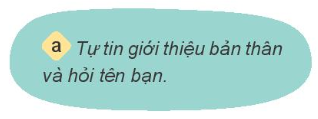 a Tự tin giới thiệu bản thân
và hỏi tên bạn.